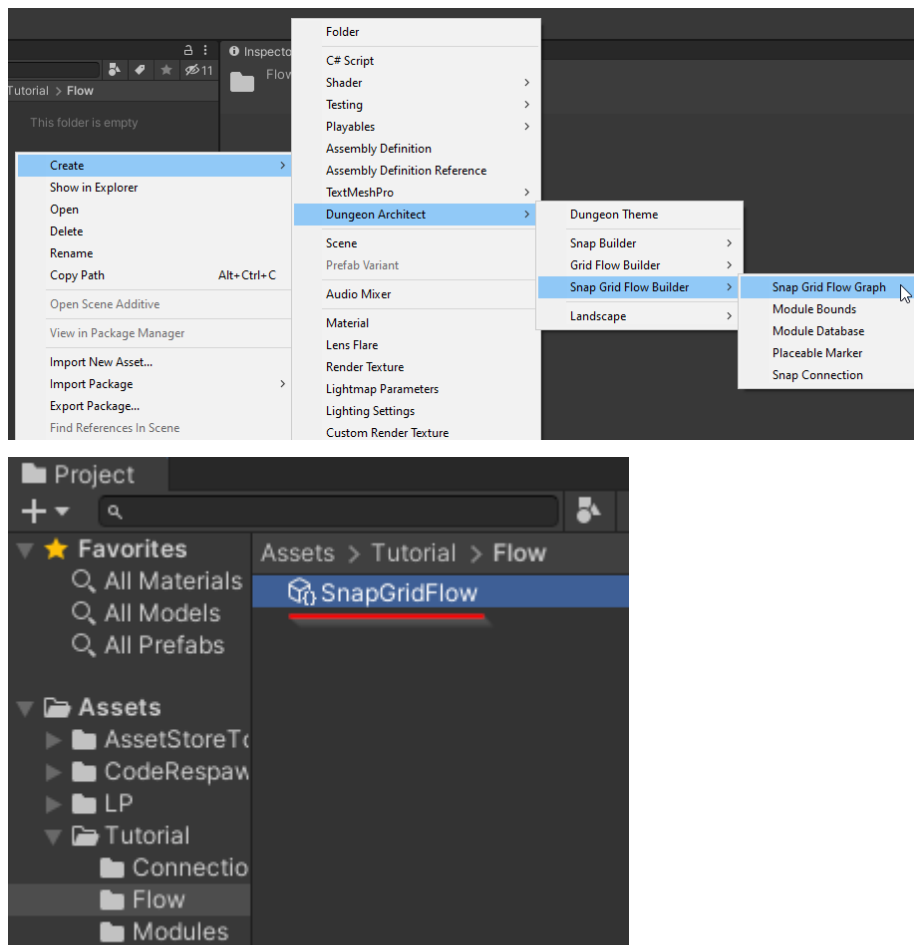 11
Inspecto
Tutorial > Flow
Flow
This folder is empty
Create
Show in Explorer
Open
Delete
Rename
Copy Path Alt+Ctrl+C
Open Scene Additive
View in Package Manager
Import New Asset...
Import Package
Export Package...
Find References In Scene
Folder
C# Script
Shader
Testing
Playables
Assembly Definition
Assembly Definition Reference
TextMeshPro
Dungeon Architect
Scene
Prefab Variant
Audio Mixer
Material
Lens Flare
Render Texture
Lightmap Parameters
Lighting Settings
Custom Render Texture
Dungeon Theme
Snap Builder
Grid Flow Builder
Snap Grid Flow Builder
Landscape
Snap Grid Flow Graph
Module Bounds
Module Database
Placeable Marker
Snap Connection
Project
Favorites
All Materials
All Models
All Prefabs
Assets
AssetStoreTo
CodeRespaw
LP
Tutorial
Connectio
Flow
Modules
Assets > Tutorial > Flow
SnapGridFlow